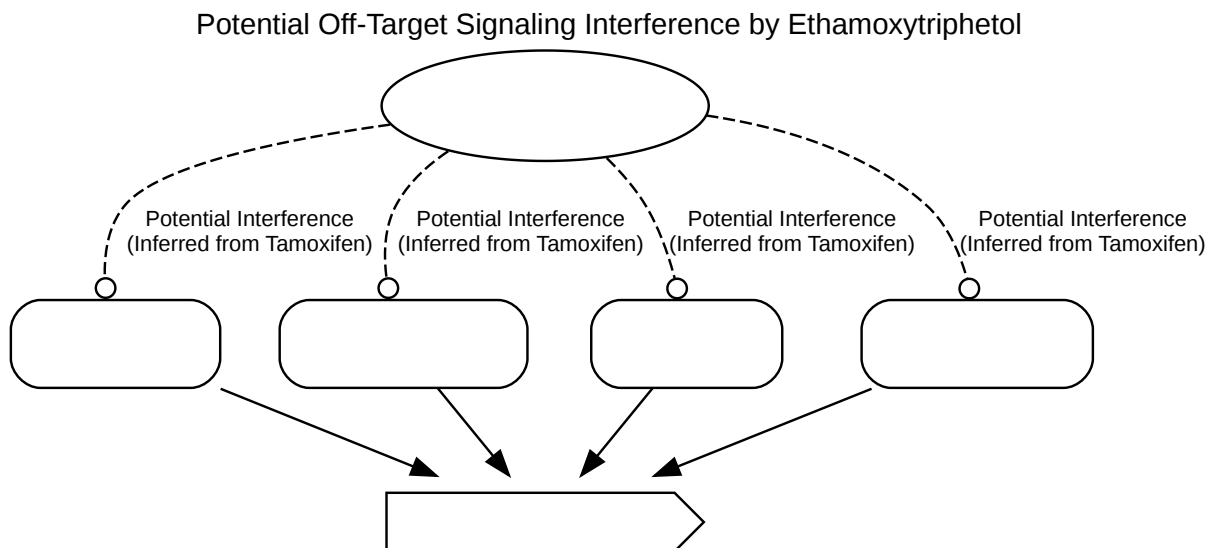 Potential Off-Target Signaling Interference by Ethamoxytriphetol
Potential Interference
(Inferred from Tamoxifen)
Potential Interference
(Inferred from Tamoxifen)
Potential Interference
(Inferred from Tamoxifen)
Potential Interference
(Inferred from Tamoxifen)